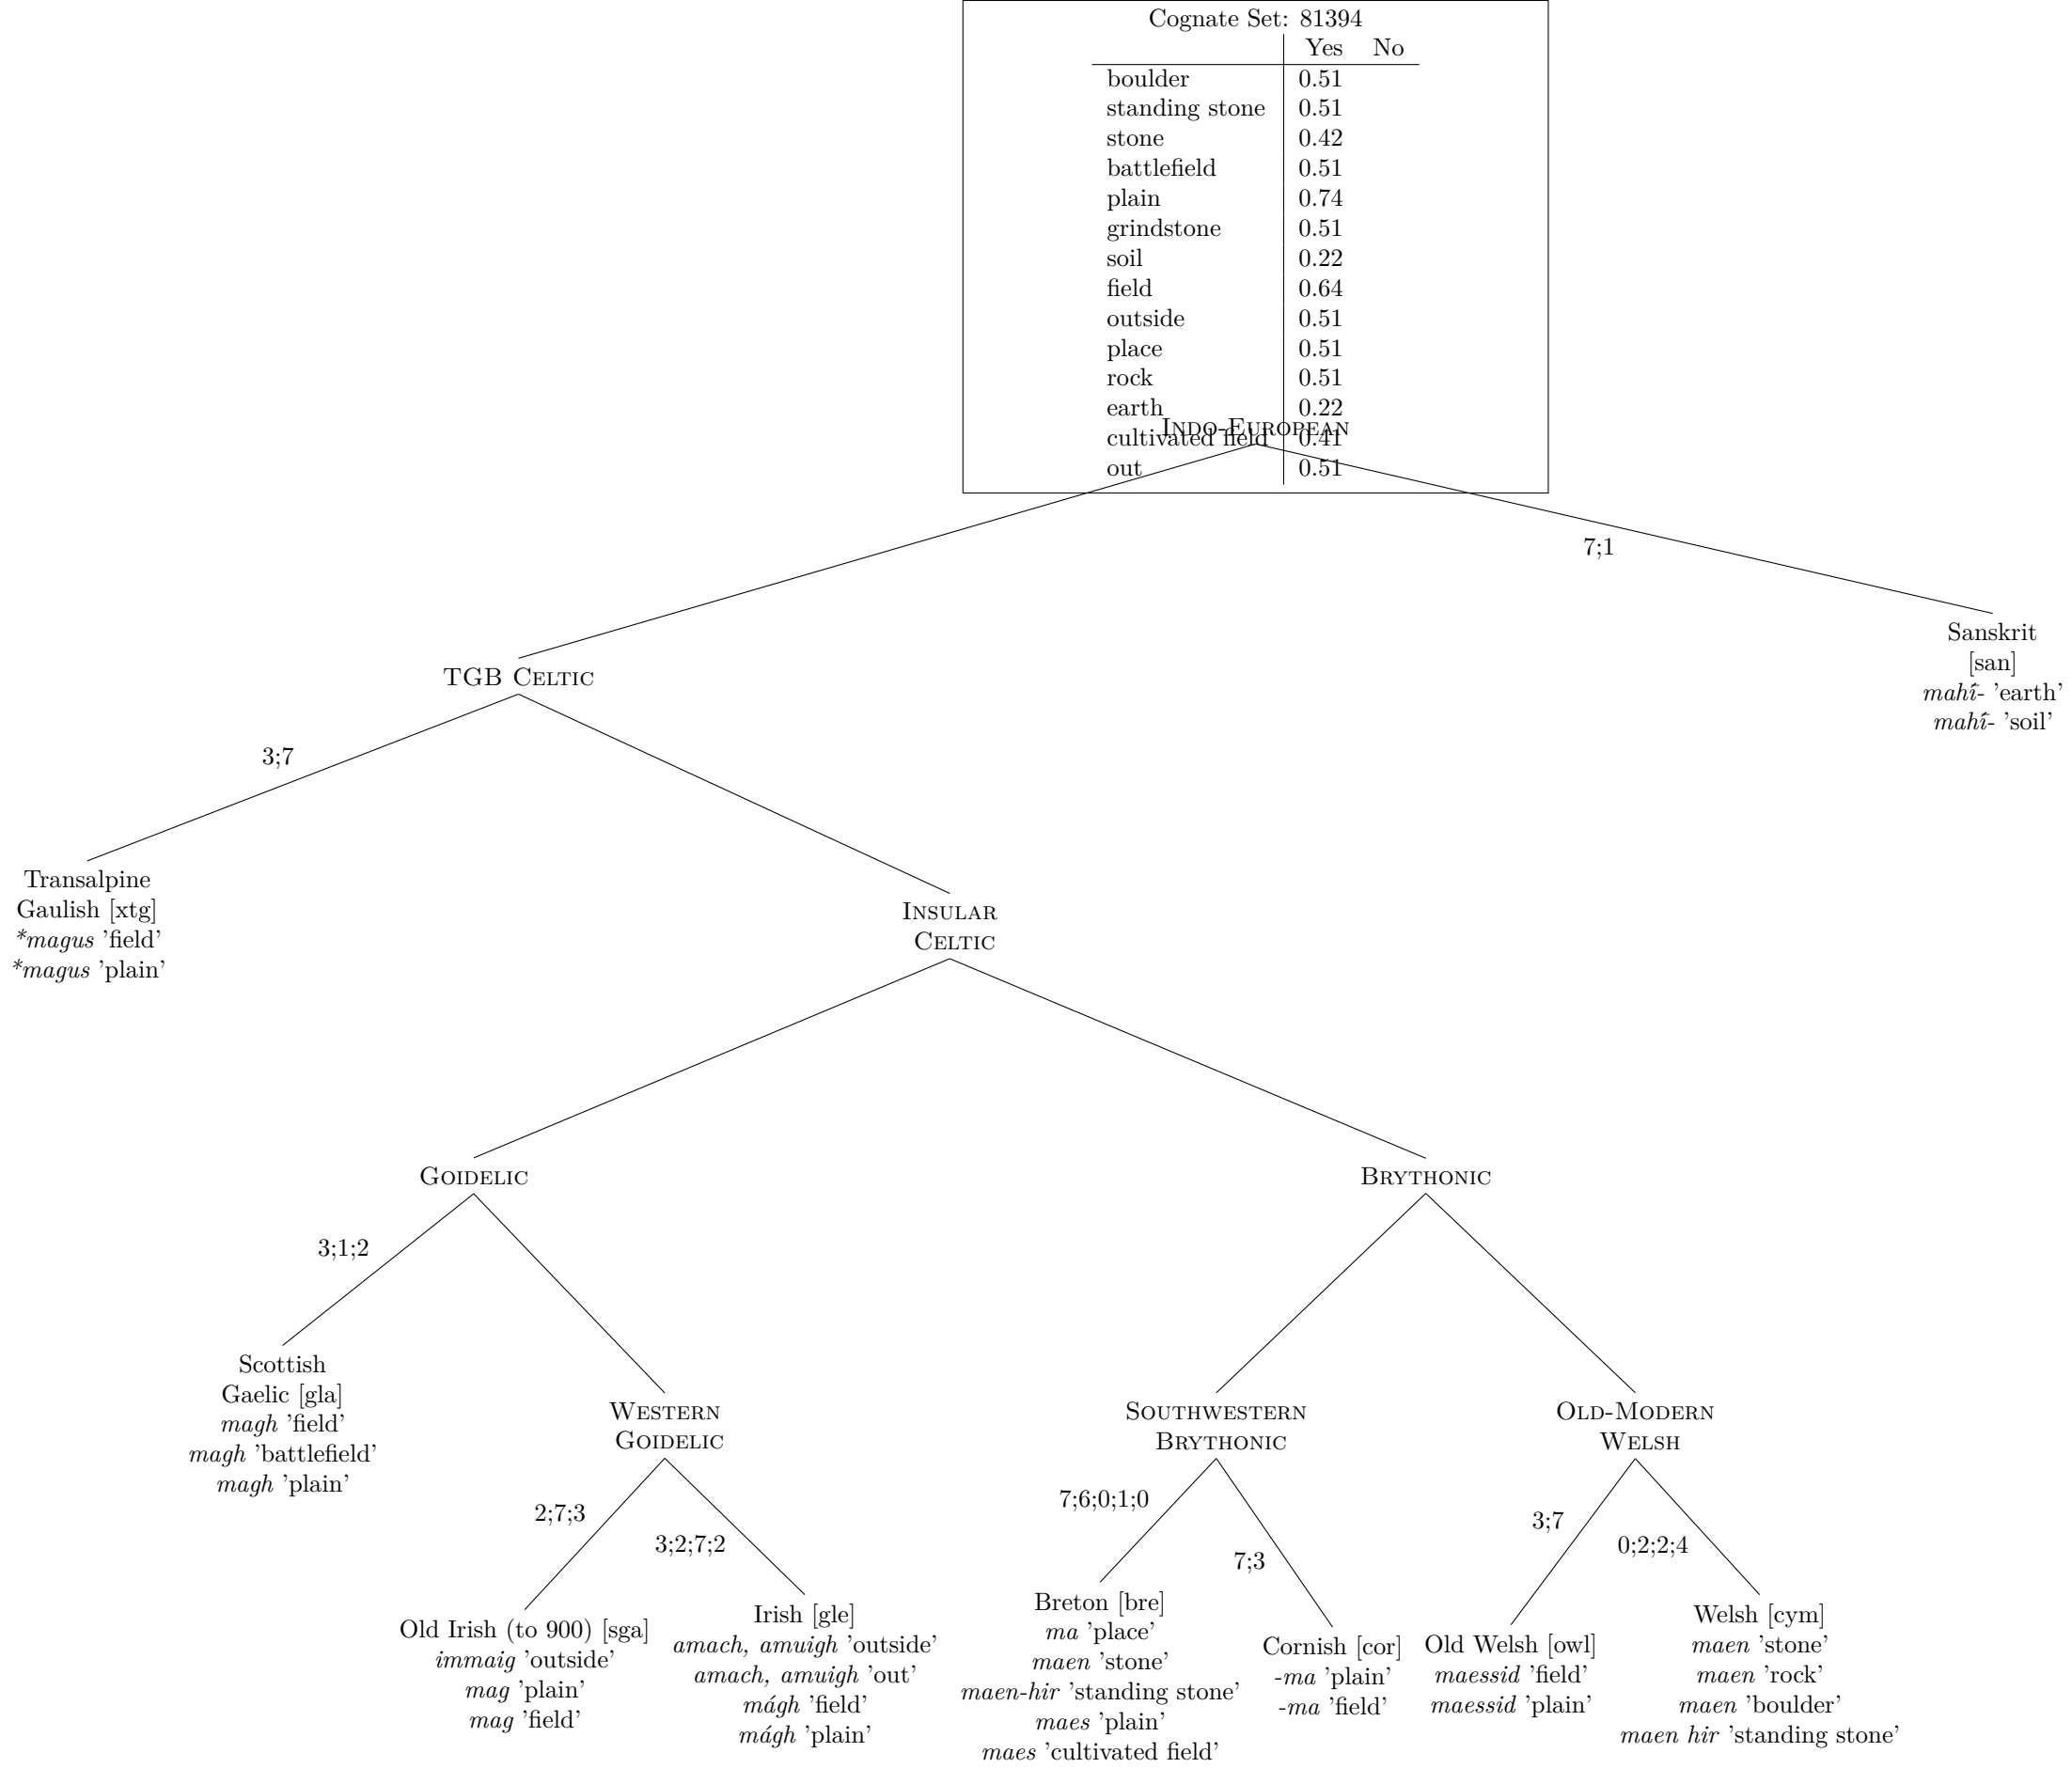 Cognate Set: 81394
Yes No
boulder 0.51
standing stone 0.51
stone 0.42
battlefield 0.51
plain 0.74
grindstone 0.51
soil 0.22
field 0.64
outside 0.51
place 0.51
rock 0.51
earth 0.22
INDO-EUROPEAN
cultivated field 0.41
out 0.51
7;1
Sanskrit
[san]
mahī́- 'earth'
mahī́- 'soil'
TGB CELTIC
3;7
Transalpine
Gaulish [xtg]
*magus 'field'
*magus 'plain'
INSULAR
CELTIC
GOIDELIC
BRYTHONIC
3;1;2
Scottish
Gaelic [gla]
magh 'field'
magh 'battlefield'
magh 'plain'
WESTERN
GOIDELIC
SOUTHWESTERN
BRYTHONIC
OLD-MODERN
WELSH
2;7;3
3;2;7;2
7;6;0;1;0
7;3
3;7
0;2;2;4
Old Irish (to 900) [sga]
immaig 'outside'
mag 'plain'
mag 'field'
Irish [gle]
amach, amuigh 'outside'
amach, amuigh 'out'
mágh 'field'
mágh 'plain'
Breton [bre]
ma 'place'
maen 'stone'
maen-hir 'standing stone'
maes 'plain'
maes 'cultivated field'
Cornish [cor]
-ma 'plain'
-ma 'field'
Old Welsh [owl]
maessid 'field'
maessid 'plain'
Welsh [cym]
maen 'stone'
maen 'rock'
maen 'boulder'
maen hir 'standing stone'